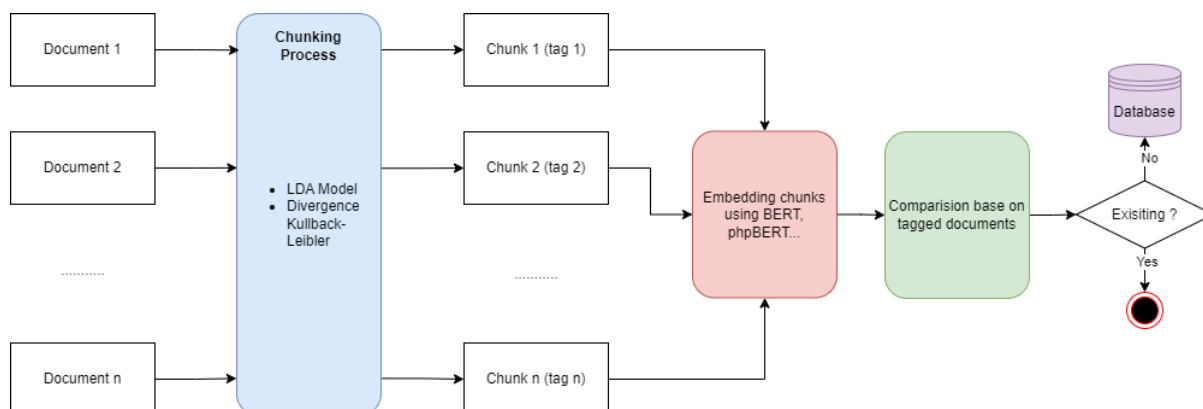 Document 1
Chunking
Process
Chunk 1 (tag 1)
Document 2
LDA Model
Divergence
Kullback-
Leibler
Chunk 2 (tag 2)
Embedding chunks
using BERT,
phpBERT...
Comparision base on
tagged documents
Database
No
Exisiting ?
Yes
...........
...........
Document n
Chunk n (tag n)